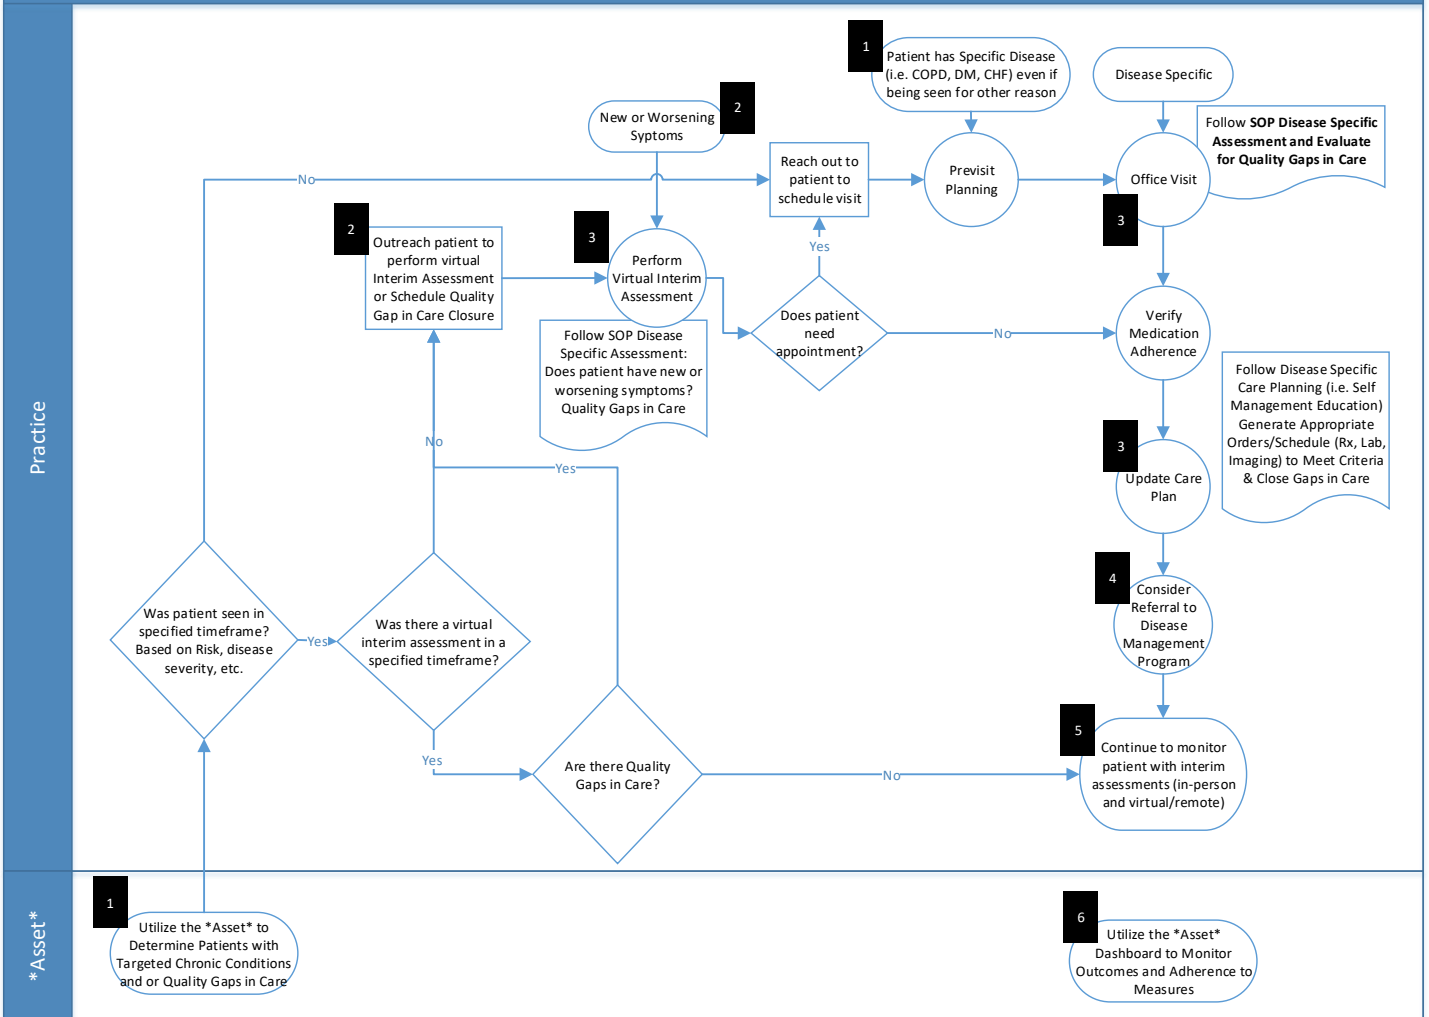 Practice
1
Patient has Specific Disease
(i.e. COPD, DM, CHF) even if
being seen for other reason
Disease Specific
2
New or Worsening
Syptoms
Follow SOP Disease Specific
Assessment and Evaluate
for Quality Gaps in Care
Reach out to
patient to
schedule visit
Previsit
Planning
Office Visit
3
No
2
Outreach patient to
perform virtual
Interim Assessment
or Schedule Quality
Gap in Care Closure
3
Perform
Virtual Interim
Assessment
Follow SOP Disease
Specific Assessment:
Does patient have new or
worsening symptoms?
Quality Gaps in Care
Yes
Does patient
need
appointment?
No
Verify
Medication
Adherence
Follow Disease Specific
Care Planning (i.e. Self
Management Education)
Generate Appropriate
Orders/Schedule (Rx, Lab,
Imaging) to Meet Criteria
& Close Gaps in Care
3
Update Care
Plan
No
Yes
4
Consider
Referral to
Disease
Management
Program
Was patient seen in
specified timeframe?
Based on Risk, disease
severity, etc.
Yes
Was there a virtual
interim assessment in a
specified timeframe?
Yes
Are there Quality
Gaps in Care?
No
5
Continue to monitor
patient with interim
assessments (in-person
and virtual/remote)
*Asset*
1
Utilize the *Asset* to
Determine Patients with
Targeted Chronic Conditions
and or Quality Gaps in Care
6
Utilize the *Asset*
Dashboard to Monitor
Outcomes and Adherence to
Measures